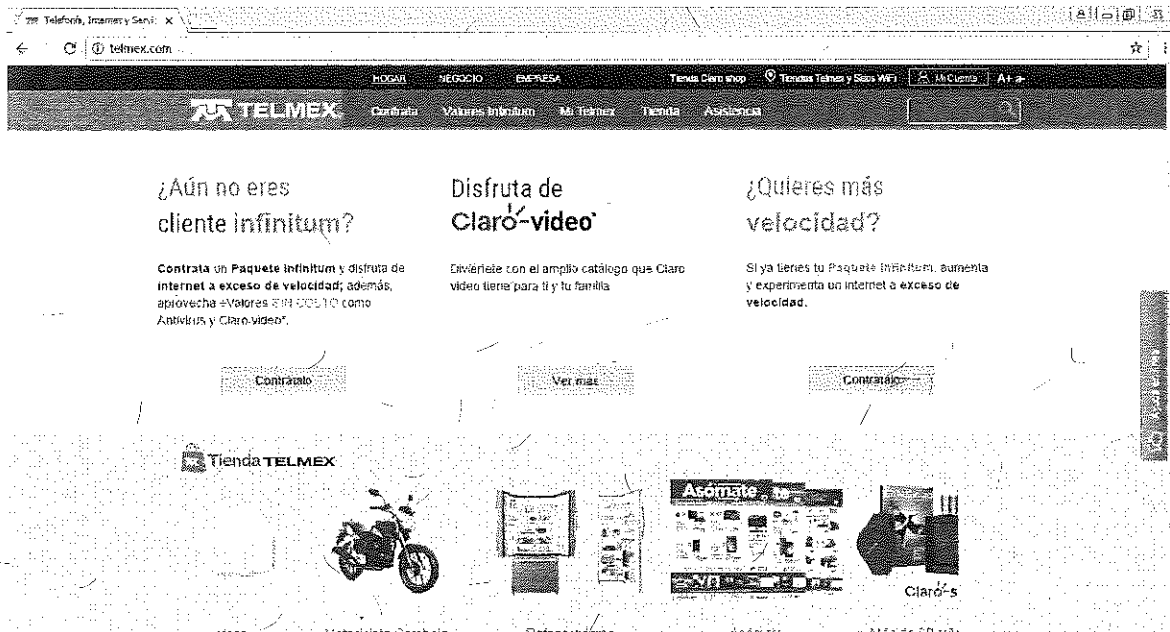 telmex.com
HOGAR NEGOCIO EMPRESA Tienda Claro shop Tiendas Telmex y Sitios WiFi Mi Cuenta A+ a-
TELMEX Contrata Valores Infinitum Mi Telmex Tienda Asistencia
¿Aún no eres
cliente infinitum?
Contrata un Paquete Infinitum y disfruta de
internet a exceso de velocidad; además,
aprovecha +Valores SIN COSTO como
Antivirus y Claro-video*.
Contrátalo
Disfruta de
Claro-video*
Diviértete con el amplio catálogo que Claro
video tiene para ti y tu familia
Ver más
¿Quieres más
velocidad?
Si ya tienes tu Paquete Infinitum, aumenta
y experimenta un internet a exceso de
velocidad.
Contrátalo
Tienda TELMEX
Asómate
Claro-s